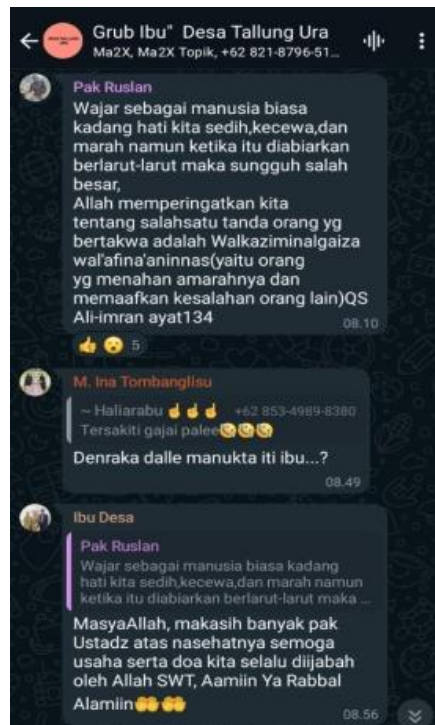 Grub Ibu" Desa Tallung Ura
Ma2X, Ma2X Topik, +62 821-8796-51...
Pak Ruslan
Wajar sebagai manusia biasa
kadang hati kita sedih,kecewa,dan
marah namun ketika itu diabiarkan
berlarut-larut maka sungguh salah
besar,
Allah memperingatkan kita
tentang salahsatu tanda orang yg
bertakwa adalah Walkaziminalgaiza
wal'afina'aninnas(yaitu orang
yg menahan amarahnya dan
memaafkan kesalahan orang lain)QS
Ali-imran ayat134
08.10
👍😮 5
M. Ina Tombanglisu
~ Haliarabu ☝☝☝ +62 853-4989-8380
Tersakiti gajai palee🤣🤣🤣
Denraka dalle manukta iti ibu...?
08.49
Ibu Desa
Pak Ruslan
Wajar sebagai manusia biasa kadang
hati kita sedih,kecewa,dan marah namun
ketika itu diabiarkan berlarut-larut maka ...
MasyaAllah, makasih banyak pak
Ustadz atas nasehatnya semoga
usaha serta doa kita selalu diijabah
oleh Allah SWT, Aamiin Ya Rabbal
Alamiin🤲🤲
08.56